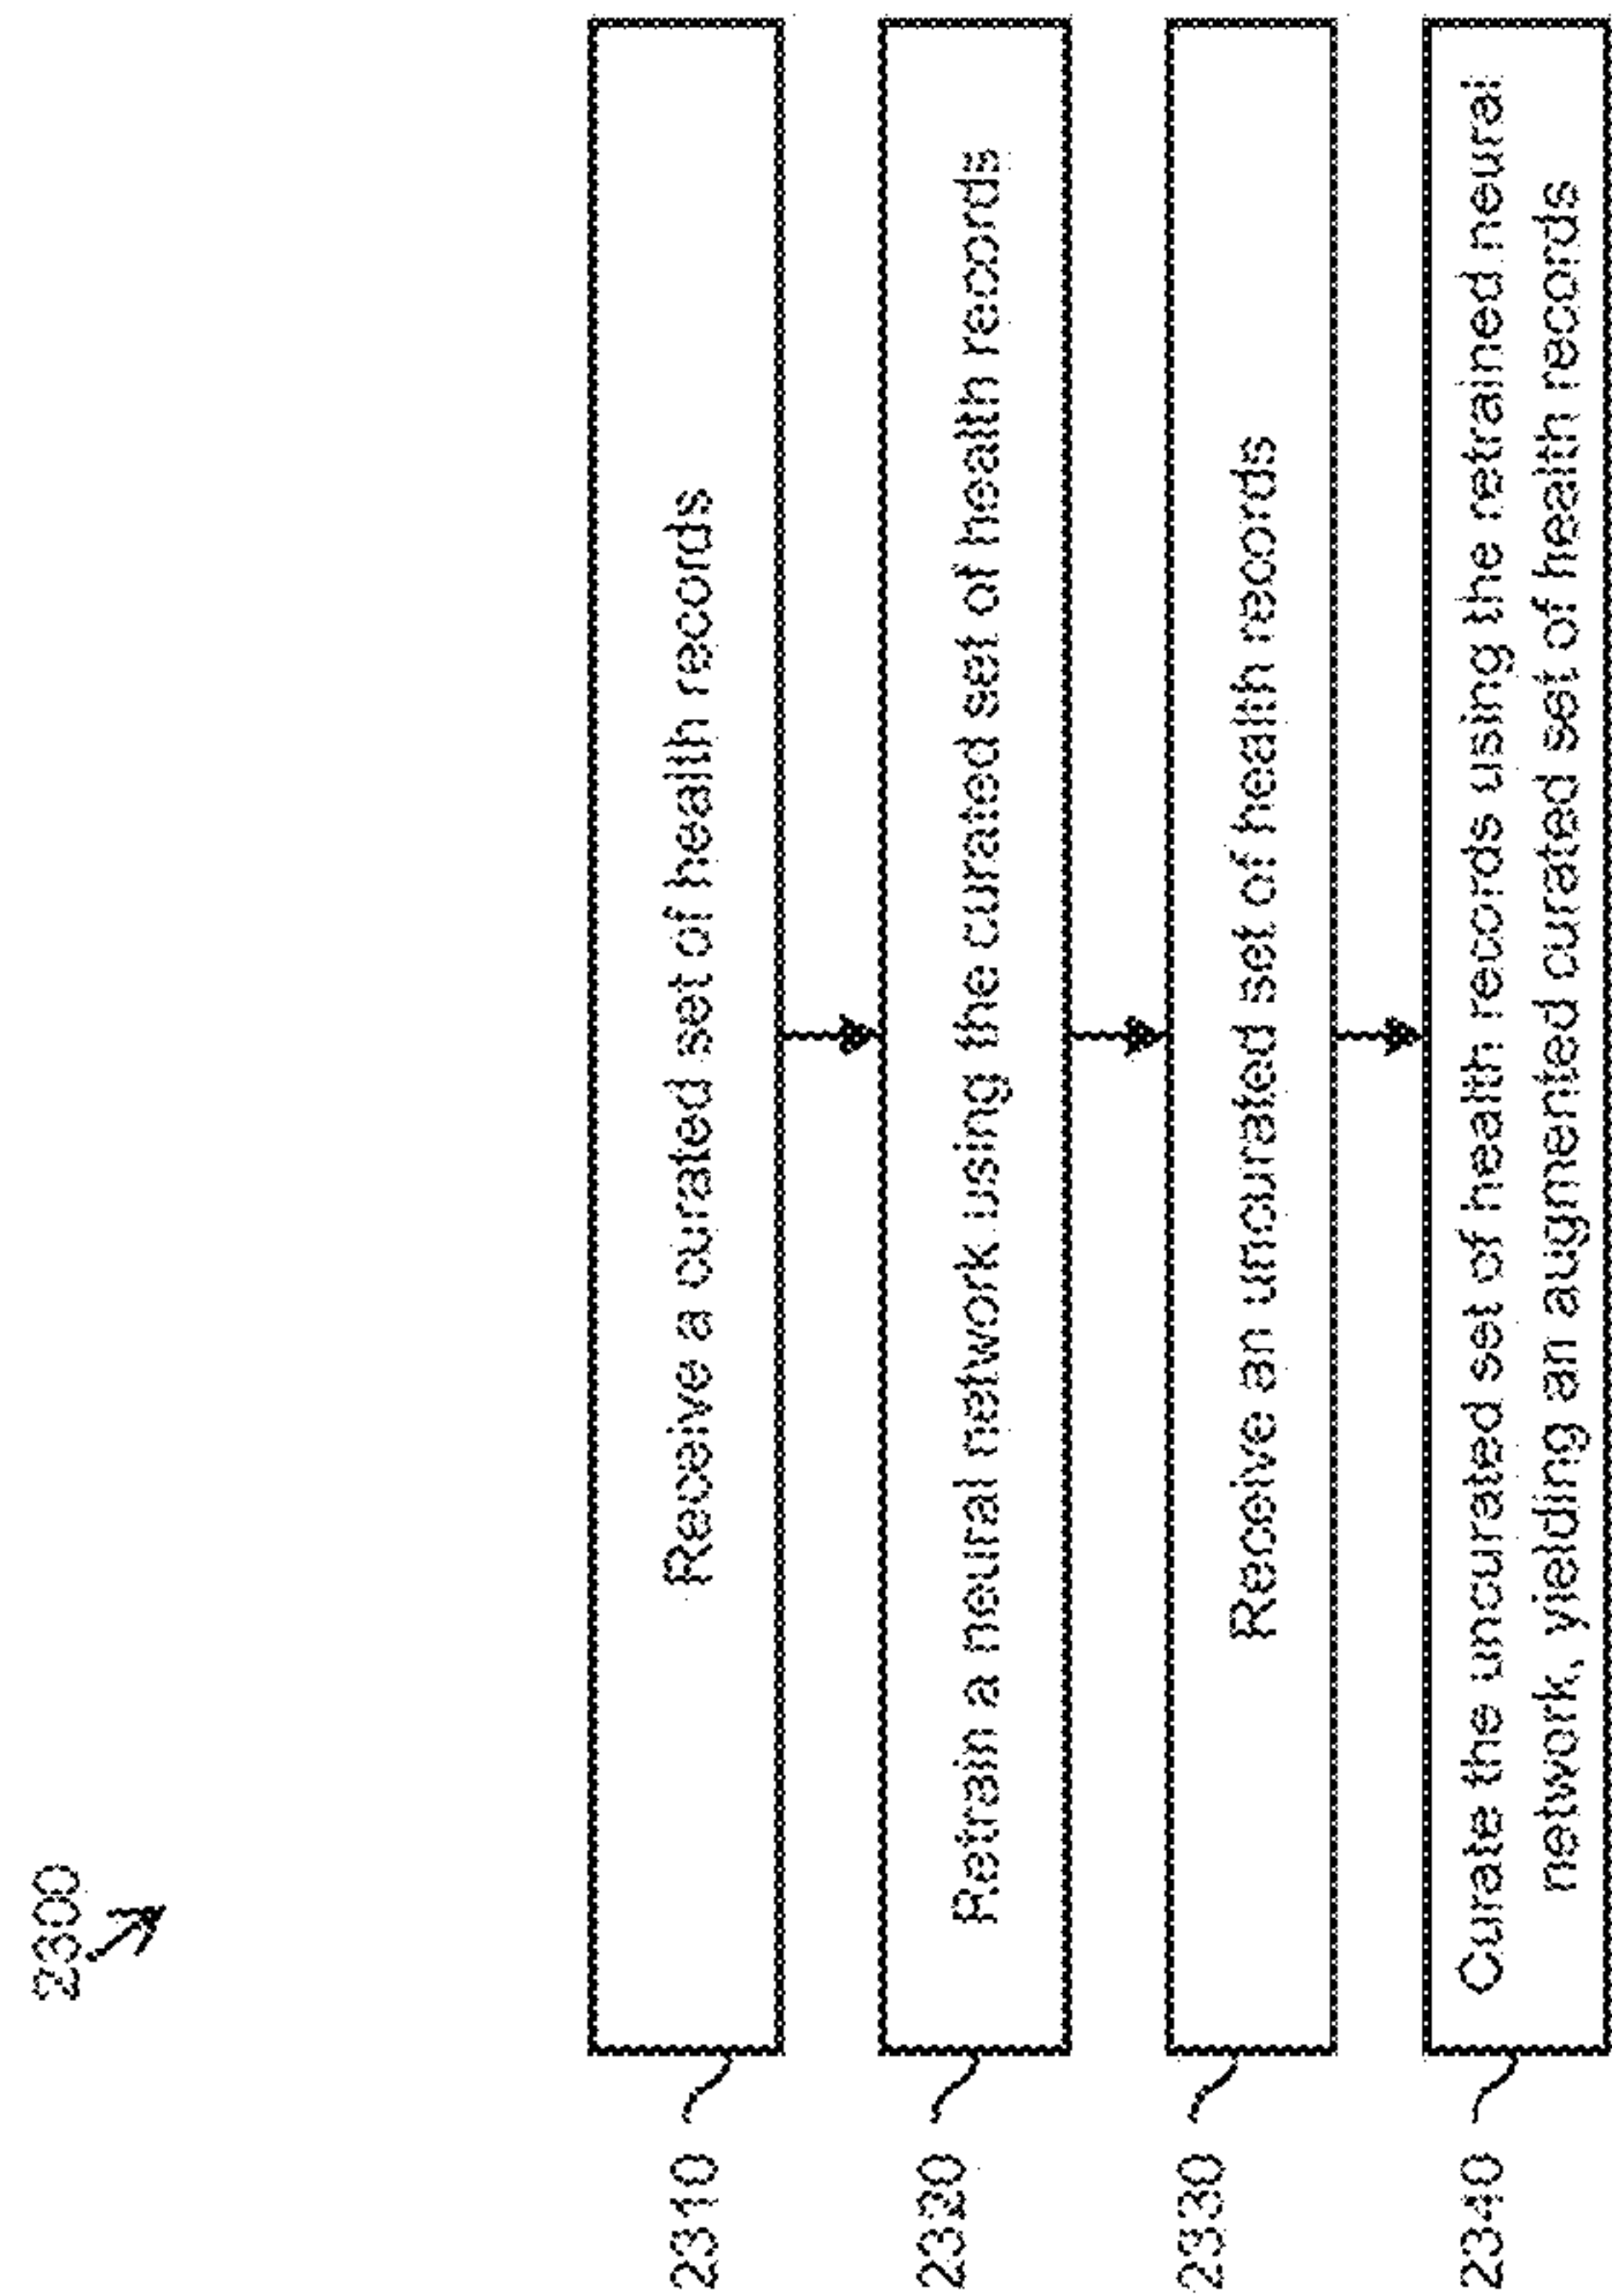 2300
2310
Receive a curated set of health records
2320
Retrain a neural network using the curated set of health records
2330
Receive an uncurated set of health records
2340
Curate the uncurated set of health records using the retrained neural
network, yielding an augmented curated set of health records